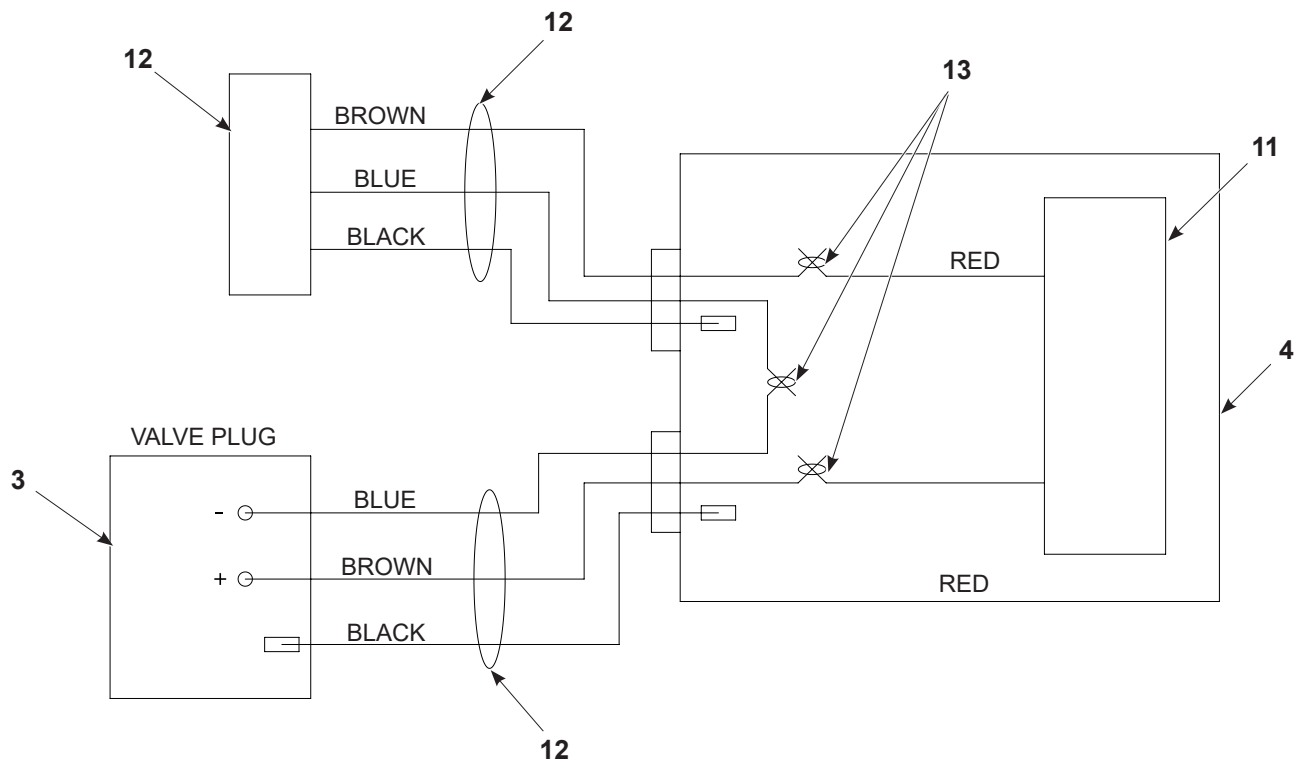 12
12
13
BROWN
11
BLUE
BLACK
RED
4
VALVE PLUG
3
- BLUE
+ BROWN
RED
BLACK
12